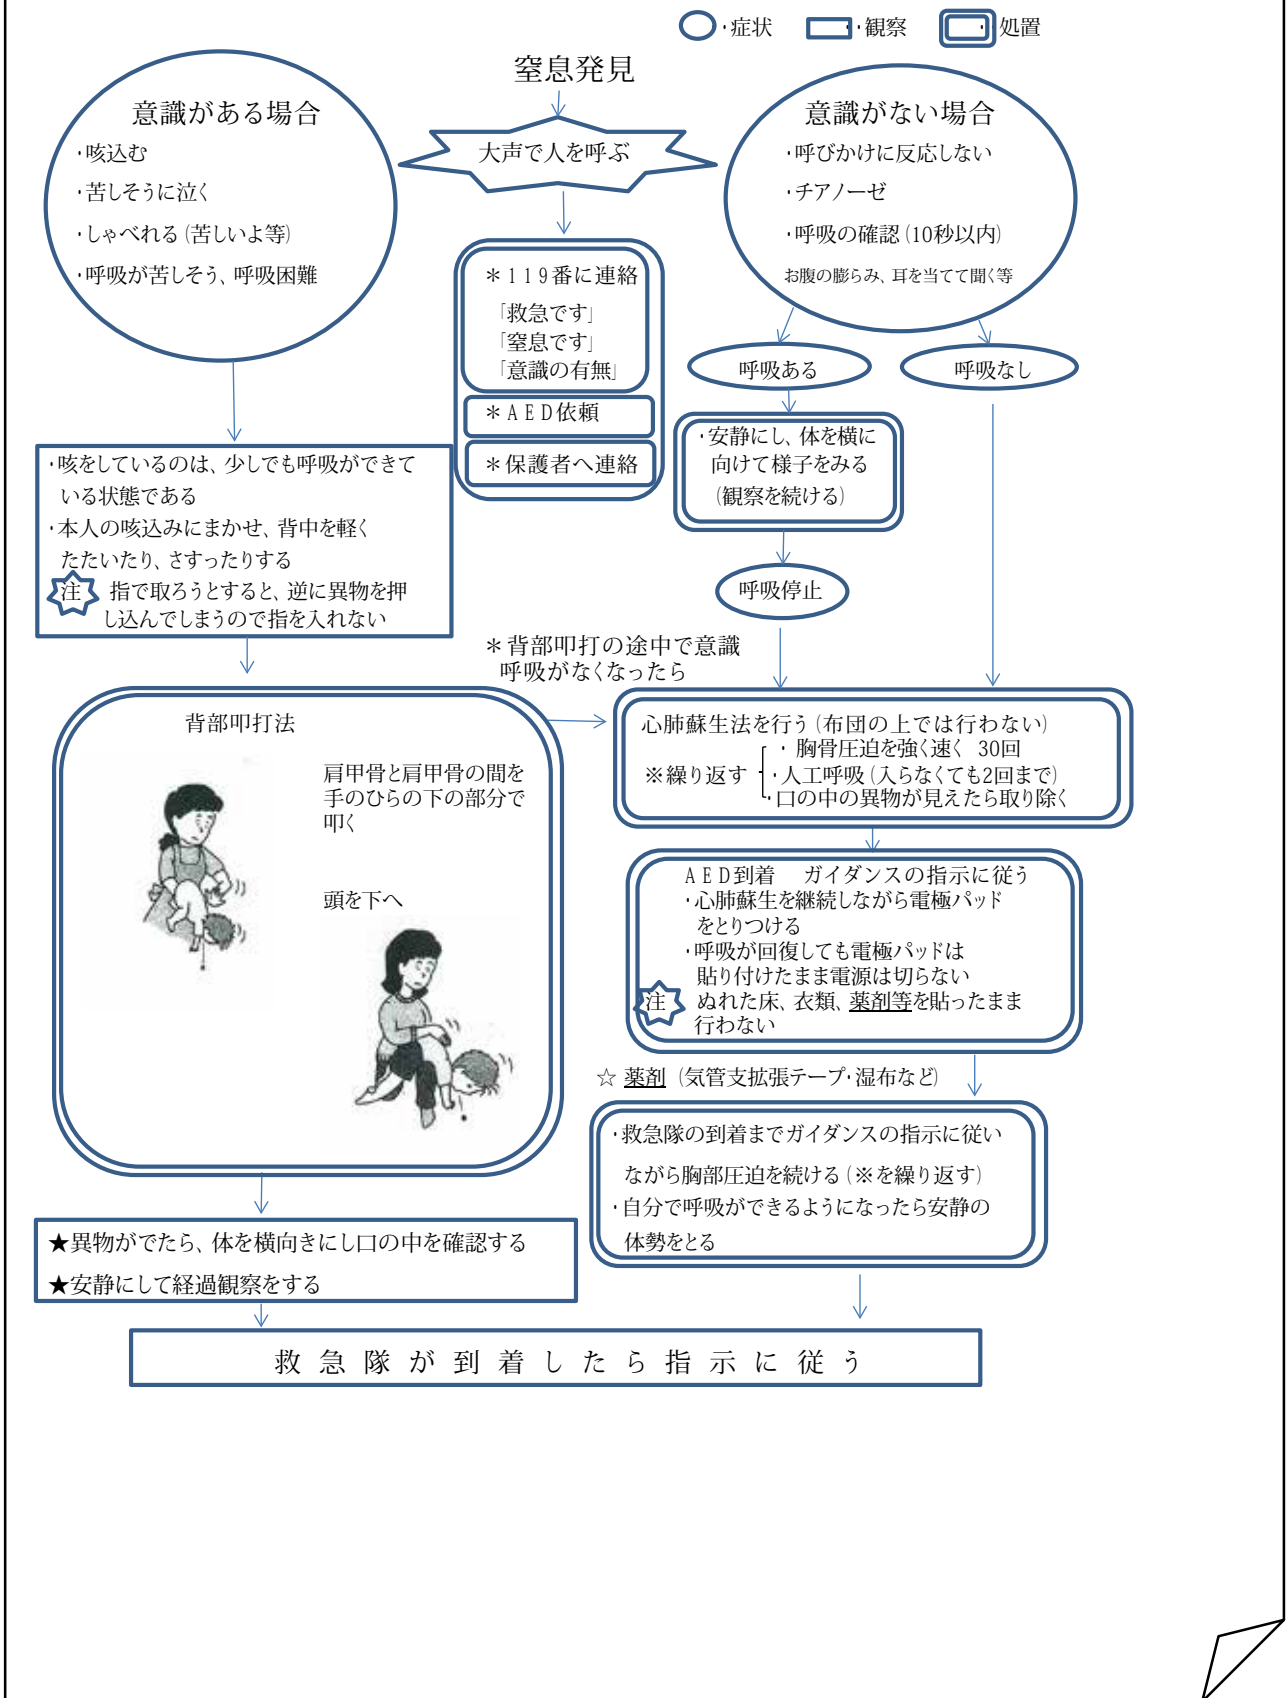 ・症状
・観察
・処置
窒息発見
大声で人を呼ぶ
意識がある場合
・咳込む
・苦しそうに泣く
・しゃべれる(苦しいよ等)
・呼吸が苦しそう、呼吸困難
意識がない場合
・呼びかけに反応しない
・チアノーゼ
・呼吸の確認(10秒以内)
お腹の膨らみ、耳を当てて聞く等
＊119番に連絡
「救急です」
「窒息です」
「意識の有無」
＊AED依頼
＊保護者へ連絡
呼吸ある
呼吸なし
・安静にし、体を横に
向けて様子をみる
(観察を続ける)
呼吸停止
・咳をしているのは、少しでも呼吸ができて
いる状態である
・本人の咳込みにまかせ、背中を軽く
たたいたり、さすったりする
注 指で取ろうとすると、逆に異物を押
し込んでしまうので指を入れない
＊背部叩打の途中で意識
呼吸がなくなったら
背部叩打法
肩甲骨と肩甲骨の間を
手のひらの下の部分で
叩く
頭を下へ
心肺蘇生法を行う(布団の上では行わない)
・胸骨圧迫を強く速く 30回
※繰り返す ・人工呼吸(入らなくても2回まで)
・口の中の異物が見えたら取り除く
AED到着 ガイダンスの指示に従う
・心肺蘇生を継続しながら電極パッド
をとりつける
・呼吸が回復しても電極パッドは
貼り付けたまま電源は切らない
注 ぬれた床、衣類、薬剤等を貼ったまま
行わない
☆ 薬剤 (気管支拡張テープ・湿布など)
・救急隊の到着までガイダンスの指示に従い
ながら胸部圧迫を続ける(※を繰り返す)
・自分で呼吸ができるようになったら安静の
体勢をとる
★異物がでたら、体を横向きにし口の中を確認する
★安静にして経過観察をする
救急隊が到着したら指示に従う